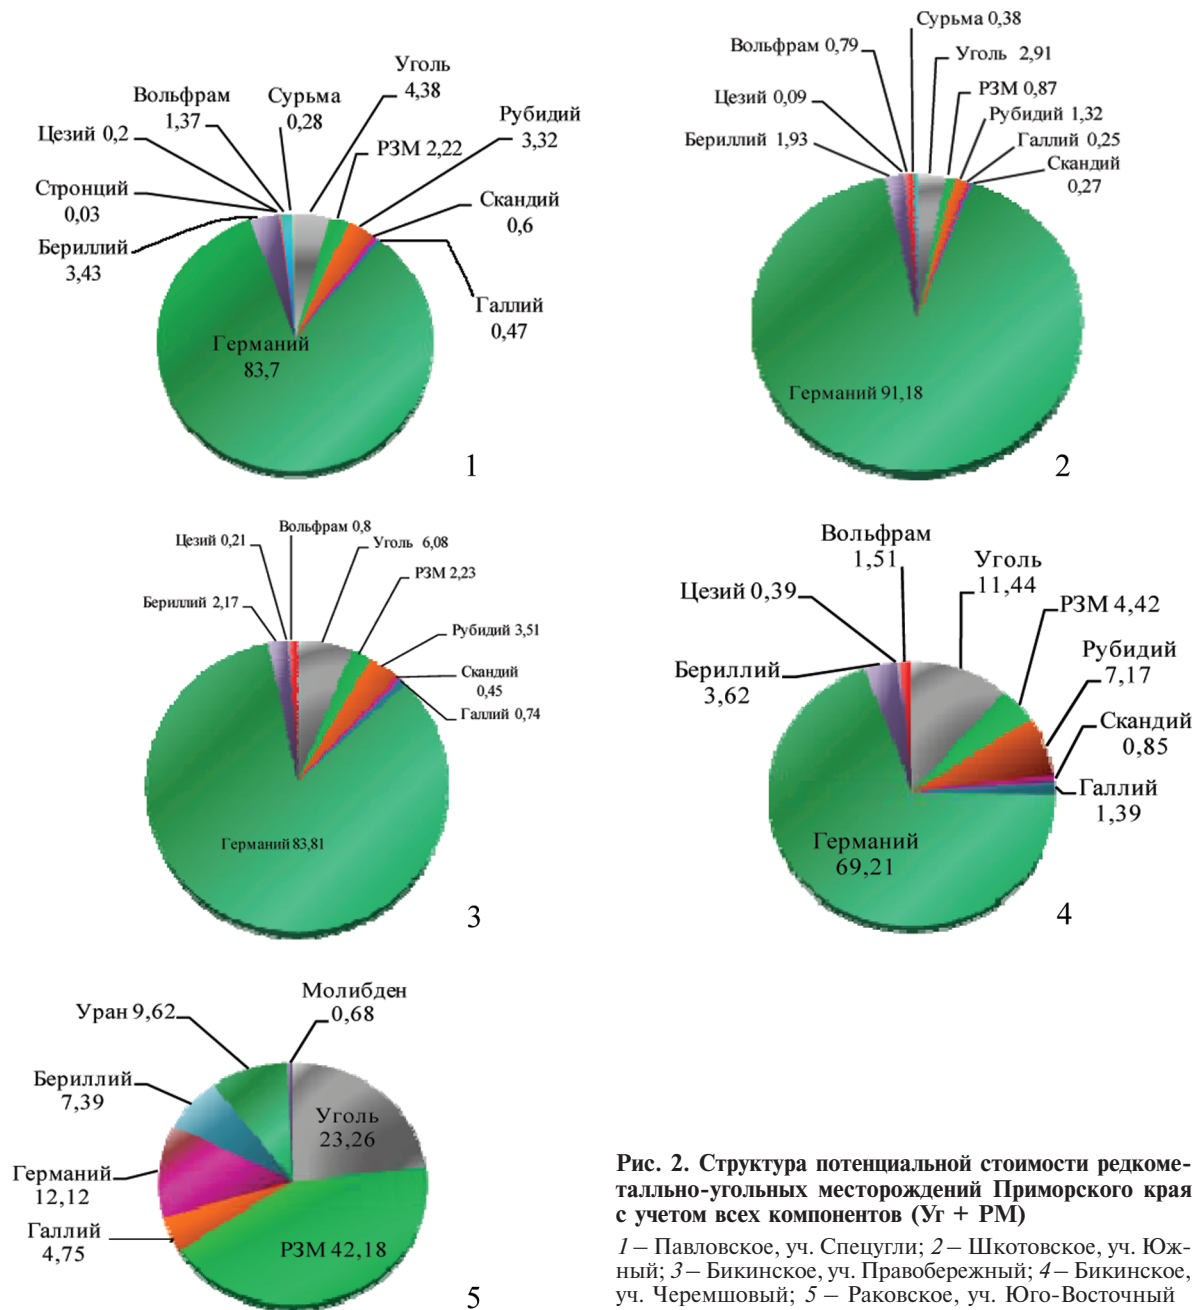 Уголь
4,38
Вольфрам
1,37
Сурьма
0,28
Рубидий
3,32
Цезий 0,2
РЗМ 2,22
Стронций
0,03
Скандий
0,6
Бериллий
3,43
Галлий
0,47
Германий
83,7
1
Сурьма 0,38
Вольфрам 0,79
Уголь 2,91
Цезий 0,09
РЗМ 0,87
Рубидий 1,32
Бериллий 1,93
Галлий 0,25
Скандий
0,27
Германий 91,18
2
Вольфрам 0,8
Цезий 0,21
Уголь 6,08
РЗМ 2,23
Бериллий 2,17
Рубидий 3,51
Скандий
0,45
Галлий 0,74
Германий 83,81
3
Вольфрам
1,51
Уголь
11,44
Цезий 0,39
РЗМ 4,42
Рубидий
7,17
Бериллий
3,62
Скандий
0,85
Галлий
1,39
Германий
69,21
4
Молибден
0,68
Уран 9,62
Бериллий
7,39
Уголь
23,26
Германий
12,12
Галлий
4,75
РЗМ 42,18
5
Рис. 2. Структура потенциальной стоимости редкоме-
талльно-угольных месторождений Приморского края
с учетом всех компонентов (Уг + РМ)
1 – Павловское, уч. Спецугли; 2 – Шкотовское, уч. Юж-
ный; 3 – Бикинское, уч. Правобережный; 4 – Бикинское,
уч. Черемшовый; 5 – Раковское, уч. Юго-Восточный